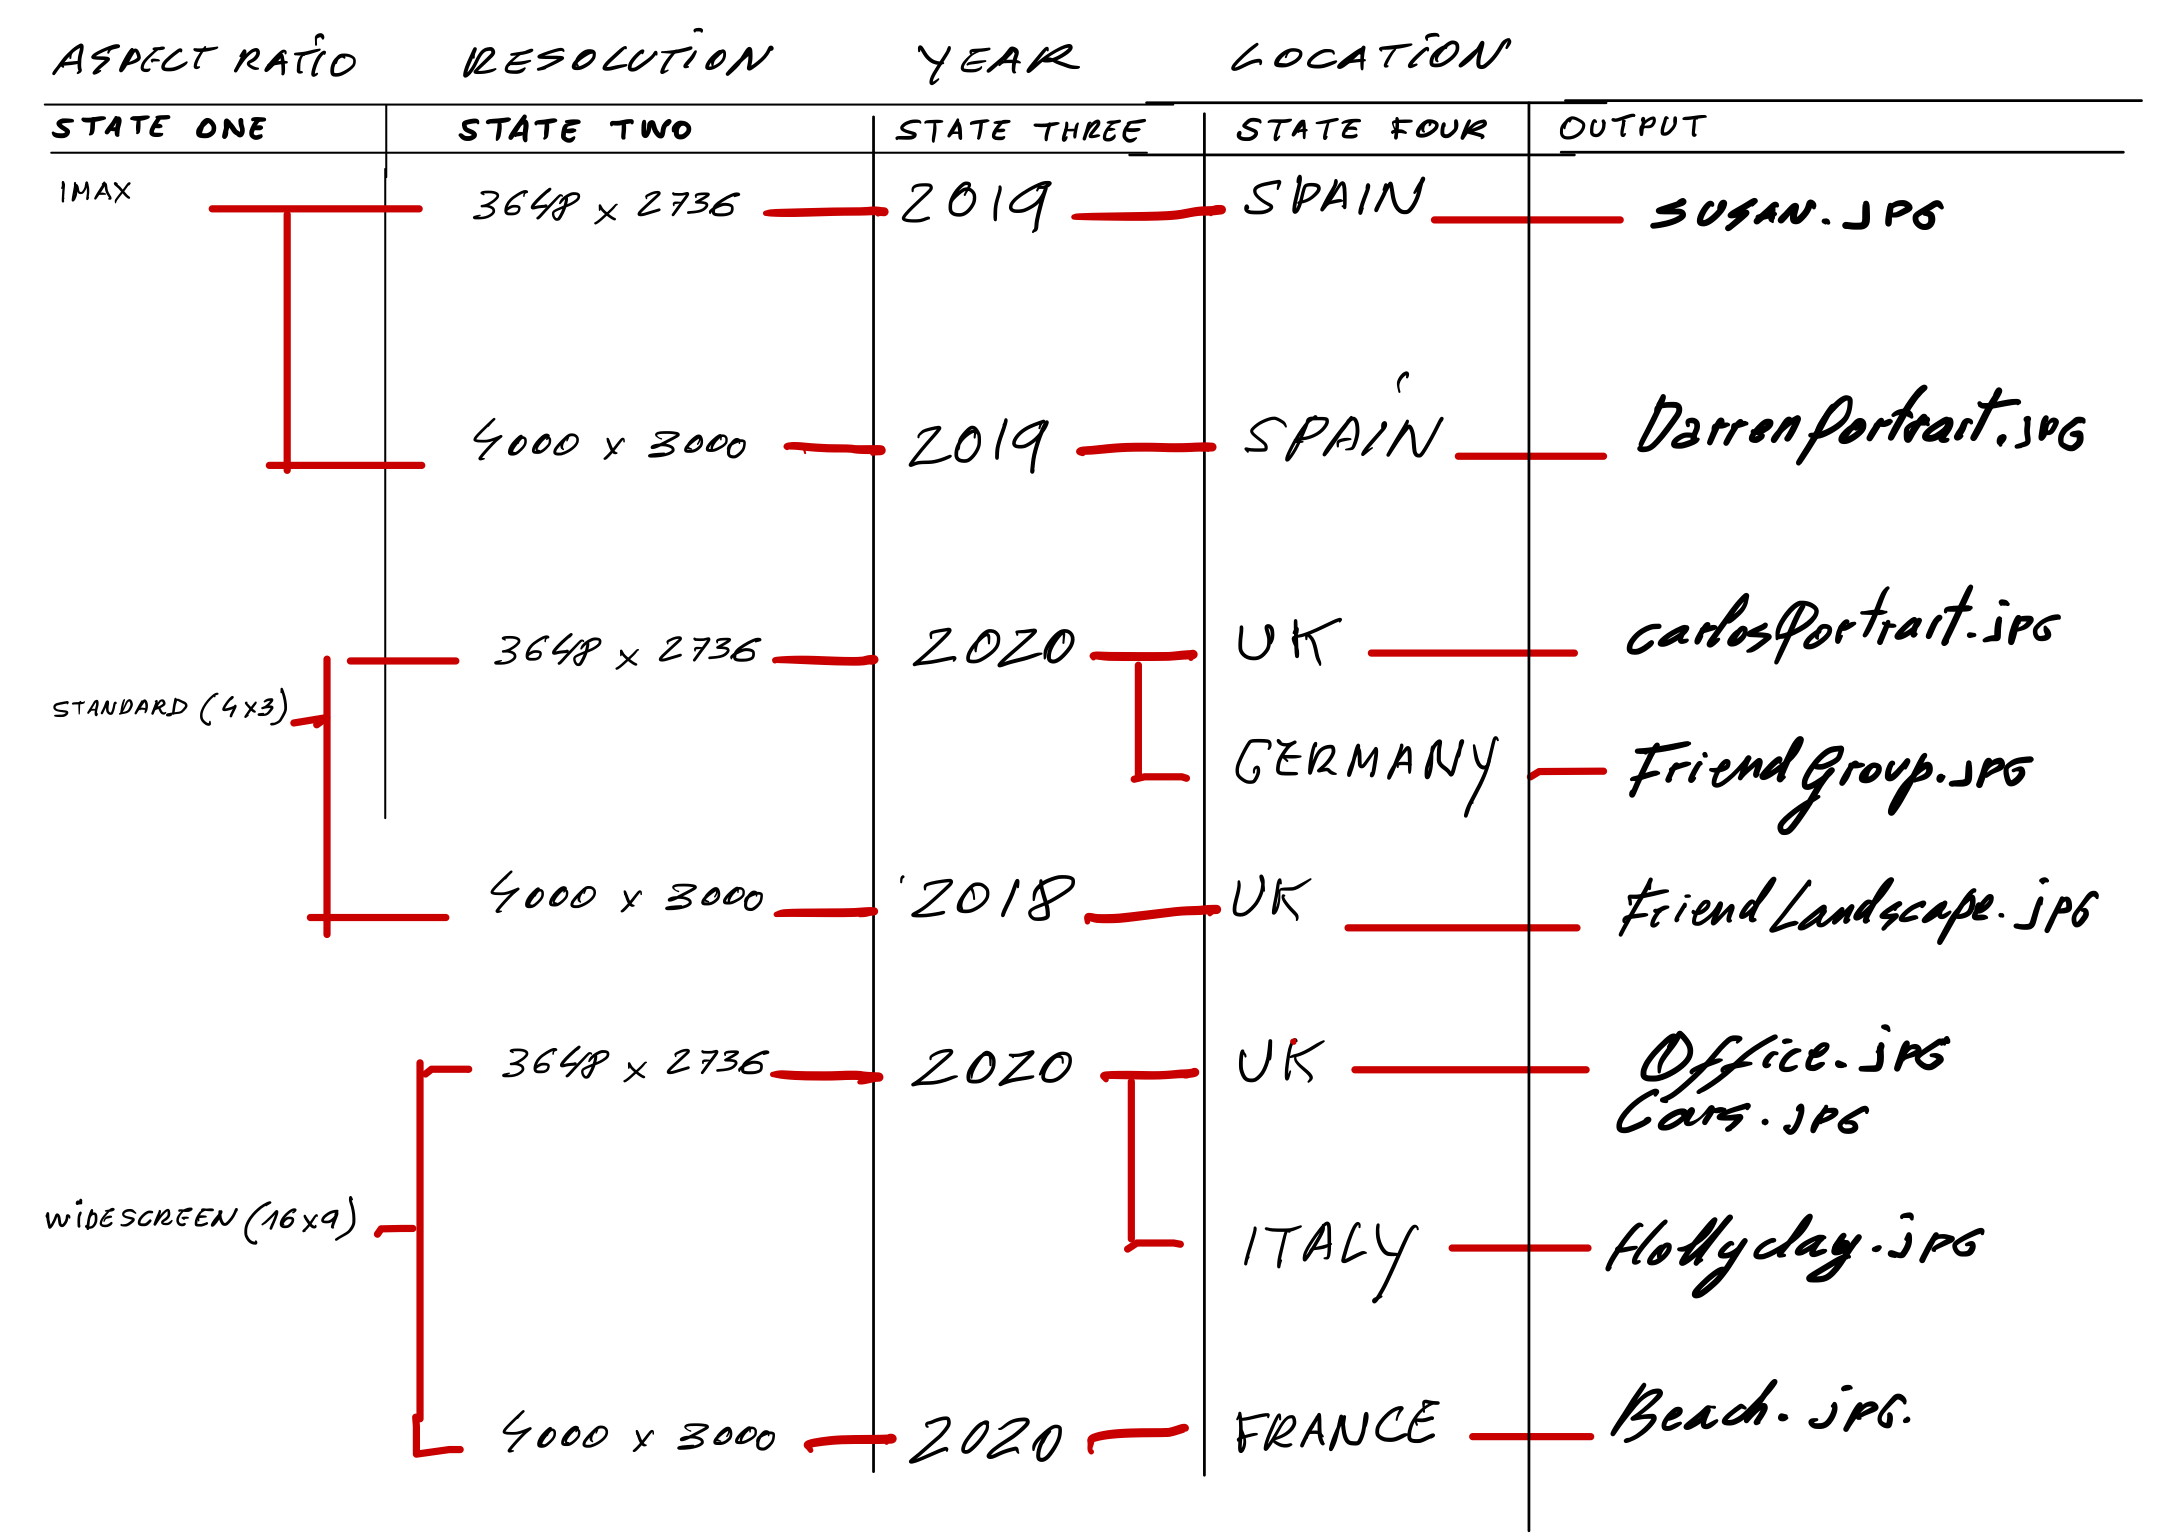 ASPECT RATIO RESOLUTION YEAR LOCATION
STATE ONE STATE TWO STATE THREE STATE FOUR OUTPUT
IMAX 3648 x 2736 2019 SPAIN SUSAN.JPG
4000 x 3000 2019 SPAIN DarrenPortrait.jpG
3648 x 2736 2020 UK carlosPortrait.jpG
STANDARD (4x3)
GERMANY FriendGroup.JPG
4000 x 3000 2018 UK FriendLandscape.jpG
3648 x 2736 2020 UK Office.jpG
Cars.JPG
WiDESCREEN (16x9) ITALY Hollyclay.jpG
4000 x 3000 2020 FRANCE Beach.jpG.